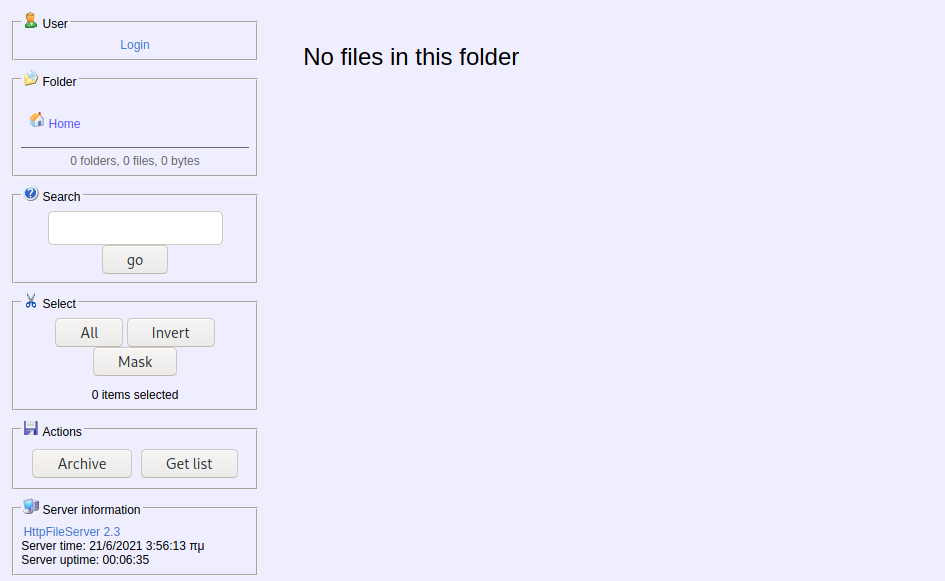 User
Login
Folder
Home
0 folders, 0 files, 0 bytes
Search
go
Select
All Invert
Mask
0 items selected
Actions
Archive Get list
Server information
HttpFileServer 2.3
Server time: 21/6/2021 3:56:13 πμ
Server uptime: 00:06:35
No files in this folder